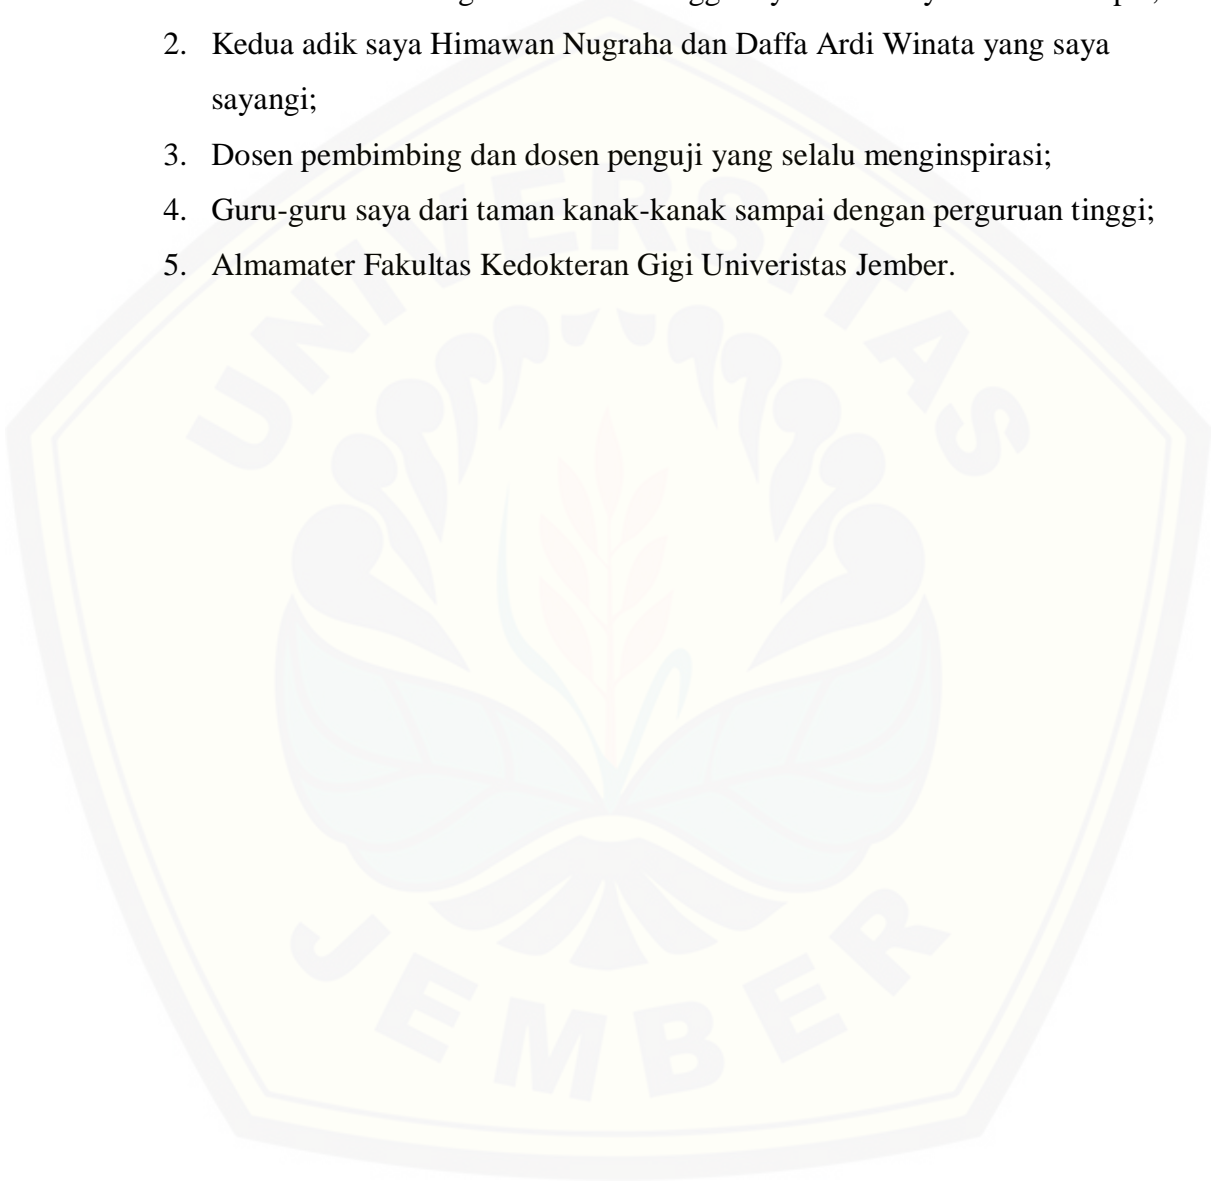 2. Kedua adik saya Himawan Nugraha dan Daffa Ardi Winata yang saya
sayangi;
3. Dosen pembimbing dan dosen penguji yang selalu menginspirasi;
4. Guru-guru saya dari taman kanak-kanak sampai dengan perguruan tinggi;
5. Almamater Fakultas Kedokteran Gigi Univeristas Jember.
UNIVERSITAS
JEMBER